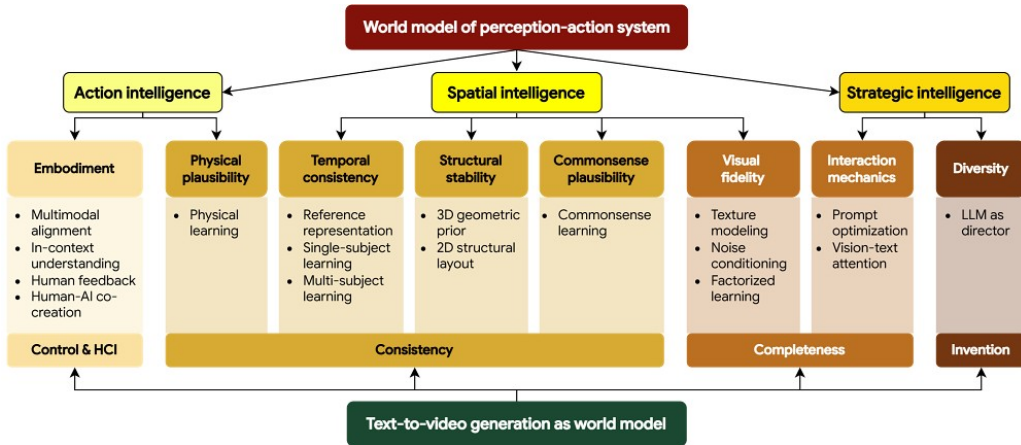 World model of perception-action system
Action intelligence
Spatial intelligence
Strategic intelligence
Embodiment
• Multimodal
alignment
• In-context
understanding
• Human feedback
• Human-AI co-
creation
Physical
plausibility
• Physical
learning
Temporal
consistency
• Reference
representation
• Single-subject
learning
• Multi-subject
learning
Structural
stability
• 3D geometric
prior
• 2D structural
layout
Commonsense
plausibility
• Commonsense
learning
Visual
fidelity
• Texture
modeling
• Noise
conditioning
• Factorized
learning
Interaction
mechanics
• Prompt
optimization
• Vision-text
attention
Diversity
• LLM as
director
Control & HCI
Consistency
Completeness
Invention
Text-to-video generation as world model